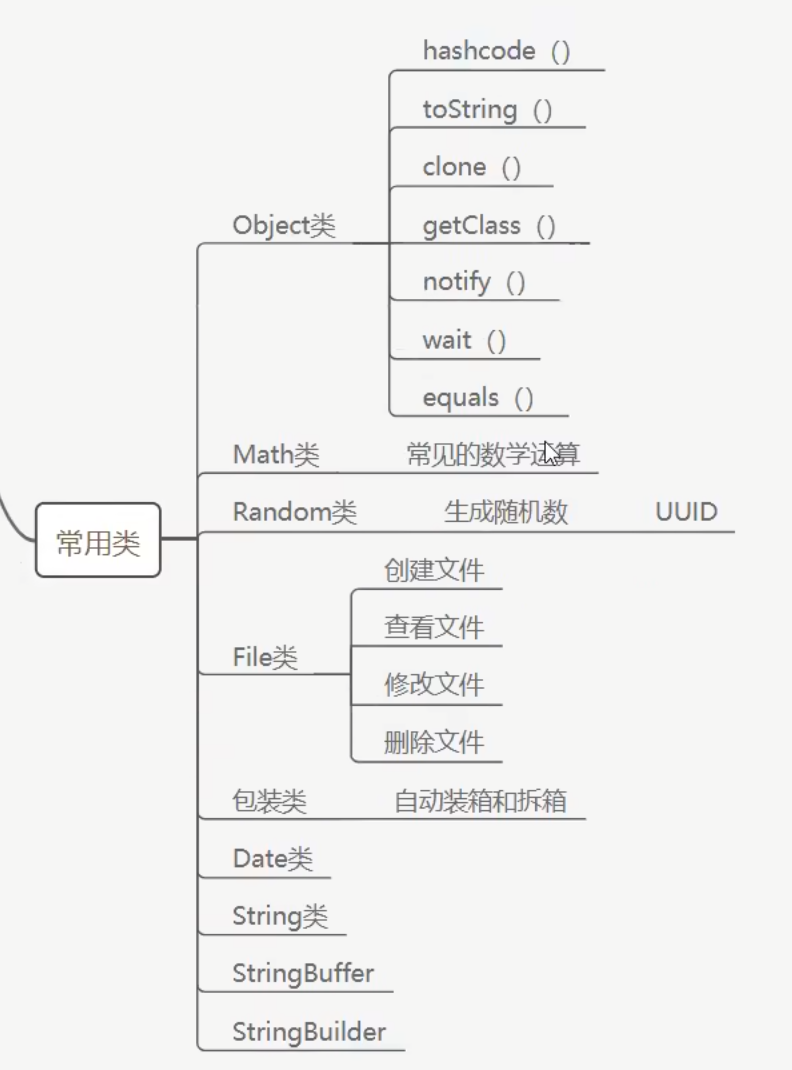 常用类
Object类
hashcode（）
toString（）
clone（）
getClass（）
notify（）
wait（）
equals（）
Math类 常见的数学运算
Random类 生成随机数 UUID
File类
创建文件
查看文件
修改文件
删除文件
包装类 自动装箱和拆箱
Date类
String类
StringBuffer
StringBuilder